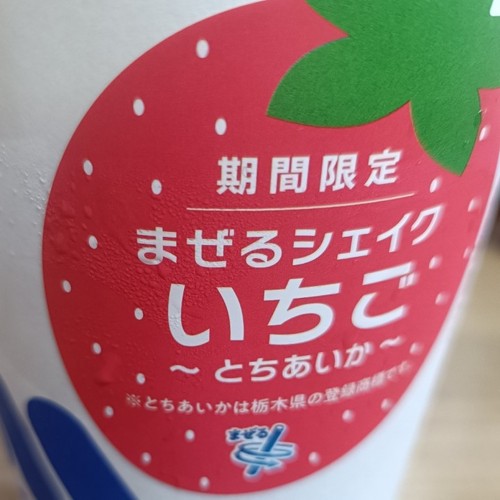 期間限定
まぜるシェイク
いちご
～とちあいか～
※とちあいかは栃木県の登録商標です。
まぜる